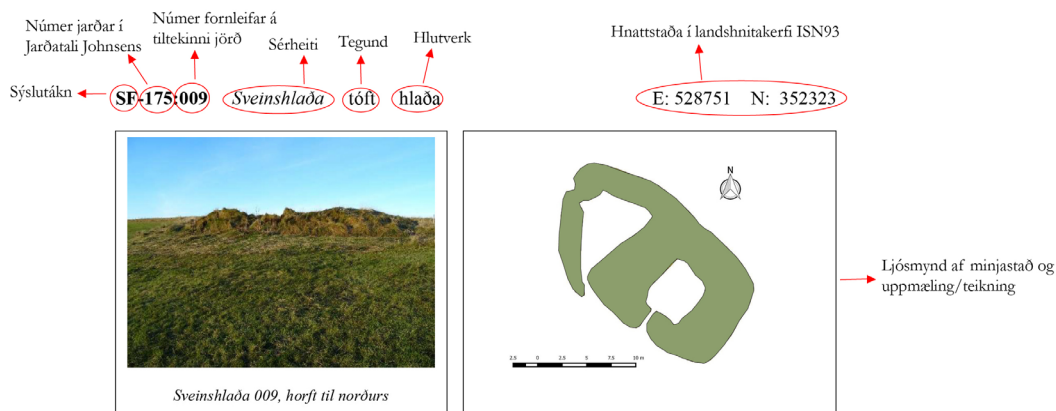 Númer jarðar í
Jarðatali Johnsens
Númer fornleifar á
tiltekinni jörð
Sérheiti
Tegund
Hlutverk
Hnattstaða í landshnitakerfi ISN93
Sýslutákn
SF-175:009 Sveinshlaða tóft hlaða E: 528751 N: 352323
N
Ljósmynd af minjastað og
uppmæling/teikning
2.5 0 2.5 5 7.5 10 m
Sveinshlaða 009, horft til norðurs